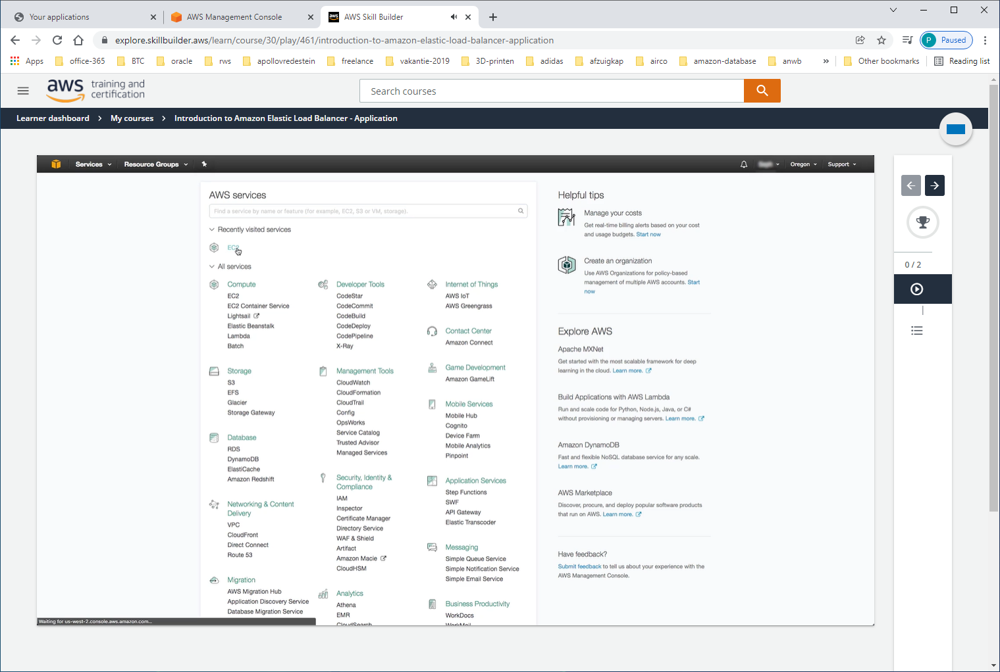 Your applications
AWS Management Console
AWS Skill Builder
explore.skillbuilder.aws/learn/course/30/play/461/introduction-to-amazon-elastic-load-balancer-application
P Paused
Apps office-365 BTC oracle rws apollovredestein freelance vakantie-2019 3D-printen adidas afzuigkap airco amazon-database anwb » Other bookmarks Reading list
aws training and
certification
Search courses
Learner dashboard > My courses > Introduction to Amazon Elastic Load Balancer - Application
Services Resource Groups Oregon Support
AWS services
Find a service by name or feature (for example, EC2, S3 or VM, storage).
Recently visited services
EC2
All services
Compute
EC2
EC2 Container Service
Lightsail
Elastic Beanstalk
Lambda
Batch
Storage
S3
EFS
Glacier
Storage Gateway
Database
RDS
DynamoDB
ElastiCache
Amazon Redshift
Networking & Content
Delivery
VPC
CloudFront
Direct Connect
Route 53
Migration
AWS Migration Hub
Application Discovery Service
Database Migration Service
Developer Tools
CodeStar
CodeCommit
CodeBuild
CodeDeploy
CodePipeline
X-Ray
Management Tools
CloudWatch
CloudFormation
CloudTrail
Config
OpsWorks
Service Catalog
Trusted Advisor
Managed Services
Security, Identity &
Compliance
IAM
Inspector
Certificate Manager
Directory Service
WAF & Shield
Artifact
Amazon Macie
CloudHSM
Analytics
Athena
EMR
CloudSearch
Internet of Things
AWS IoT
AWS Greengrass
Contact Center
Amazon Connect
Game Development
Amazon GameLift
Mobile Services
Mobile Hub
Cognito
Device Farm
Mobile Analytics
Pinpoint
Application Services
Step Functions
SWF
API Gateway
Elastic Transcoder
Messaging
Simple Queue Service
Simple Notification Service
Simple Email Service
Business Productivity
WorkDocs
WorkMail
Helpful tips
Manage your costs
Get real-time billing alerts based on your cost
and usage budgets. Start now
Create an organization
Use AWS Organizations for policy-based
management of multiple AWS accounts. Start
now
Explore AWS
Apache MXNet
Get started with the most scalable framework for deep
learning in the cloud. Learn more.
Build Applications with AWS Lambda
Run and scale code for Python, Node.js, Java, or C#
without provisioning or managing servers. Learn more.
Amazon DynamoDB
Fast and flexible NoSQL database service for any scale.
Learn more.
AWS Marketplace
Discover, procure, and deploy popular software products
that run on AWS. Learn more.
Have feedback?
Submit feedback to tell us about your experience with the
AWS Management Console.
Waiting for us-west-2.console.aws.amazon.com...
0 / 2